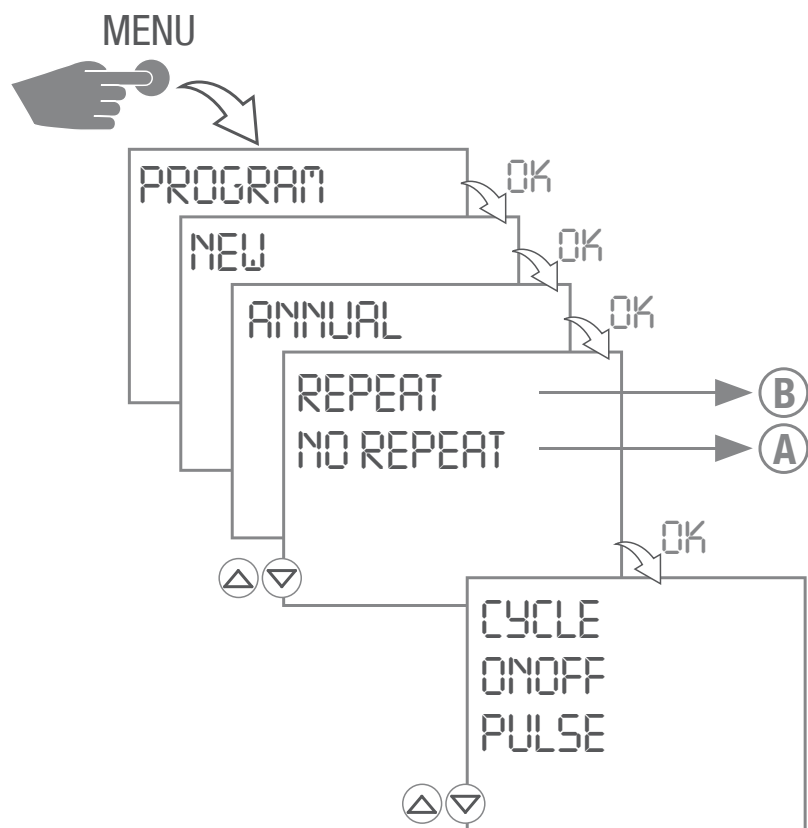 MENU
PROGRAM
OK
NEW
OK
ANNUAL
OK
REPEAT
B
NO REPEAT
A
OK
CYCLE
ONOFF
PULSE